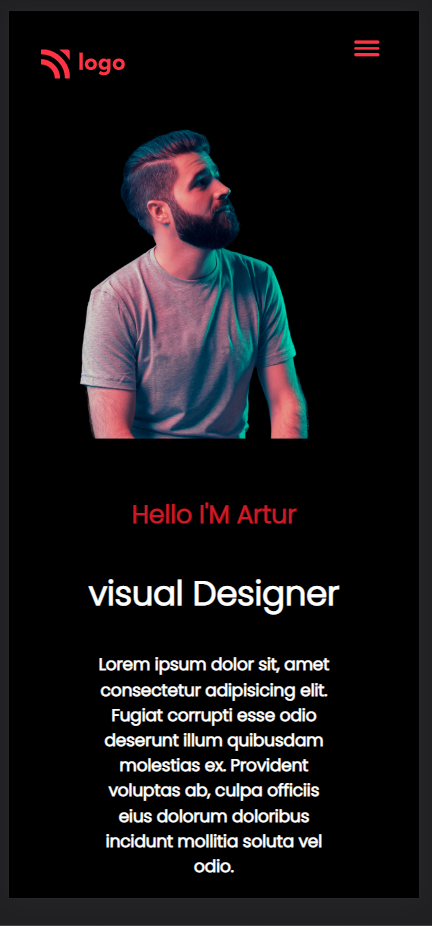 logo
Hello I'M Artur
visual Designer
Lorem ipsum dolor sit, amet
consectetur adipisicing elit.
Fugiat corrupti esse odio
deserunt illum quibusdam
molestias ex. Provident
voluptas ab, culpa officiis
eius dolorum doloribus
incidunt mollitia soluta vel
odio.